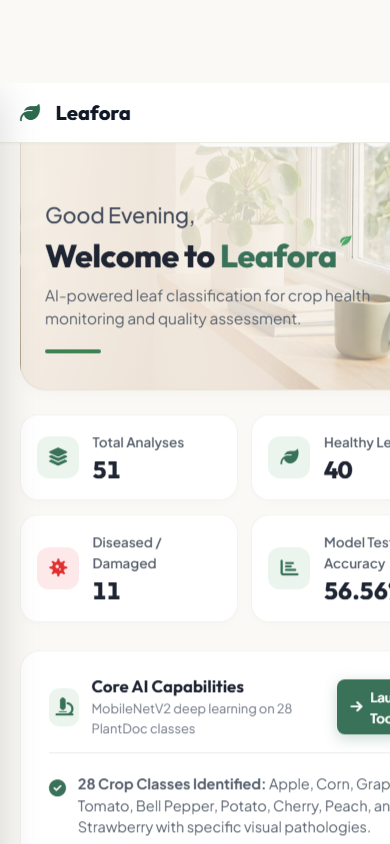 Leafora
Good Evening,
Welcome to Leafora
AI-powered leaf classification for crop health
monitoring and quality assessment.
Total Analyses
51
Healthy Le
40
Diseased /
Damaged
11
Model Tes
Accuracy
56.56
Core AI Capabilities
MobileNetV2 deep learning on 28
PlantDoc classes
Lau
Too
28 Crop Classes Identified: Apple, Corn, Grap
Tomato, Bell Pepper, Potato, Cherry, Peach, an
Strawberry with specific visual pathologies.